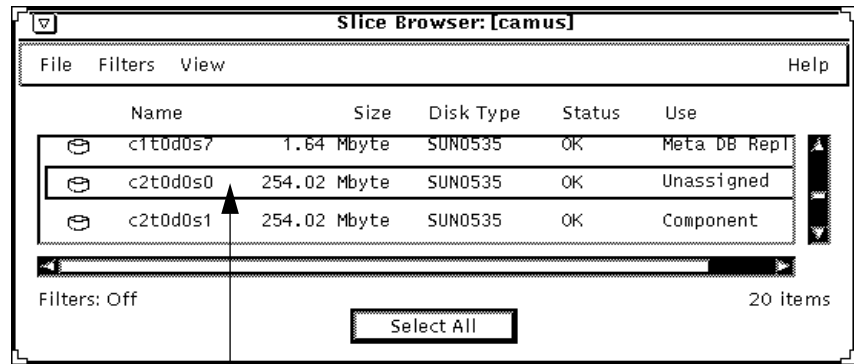 Slice Browser: [camus]
File Filters View Help
Name Size Disk Type Status Use
c1t0d0s7 1.64 Mbyte SUN0535 OK Meta DB Repl
c2t0d0s0 254.02 Mbyte SUN0535 OK Unassigned
c2t0d0s1 254.02 Mbyte SUN0535 OK Component
Filters: Off 20 items
Select All